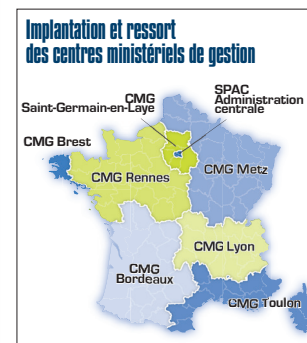 Implantation et ressort
des centres ministériels de gestion
CMG
Saint-Germain-en-Laye
SPAC
Administration
centrale
CMG Brest
CMG Rennes
CMG Metz
CMG Lyon
CMG
Bordeaux
CMG Toulon